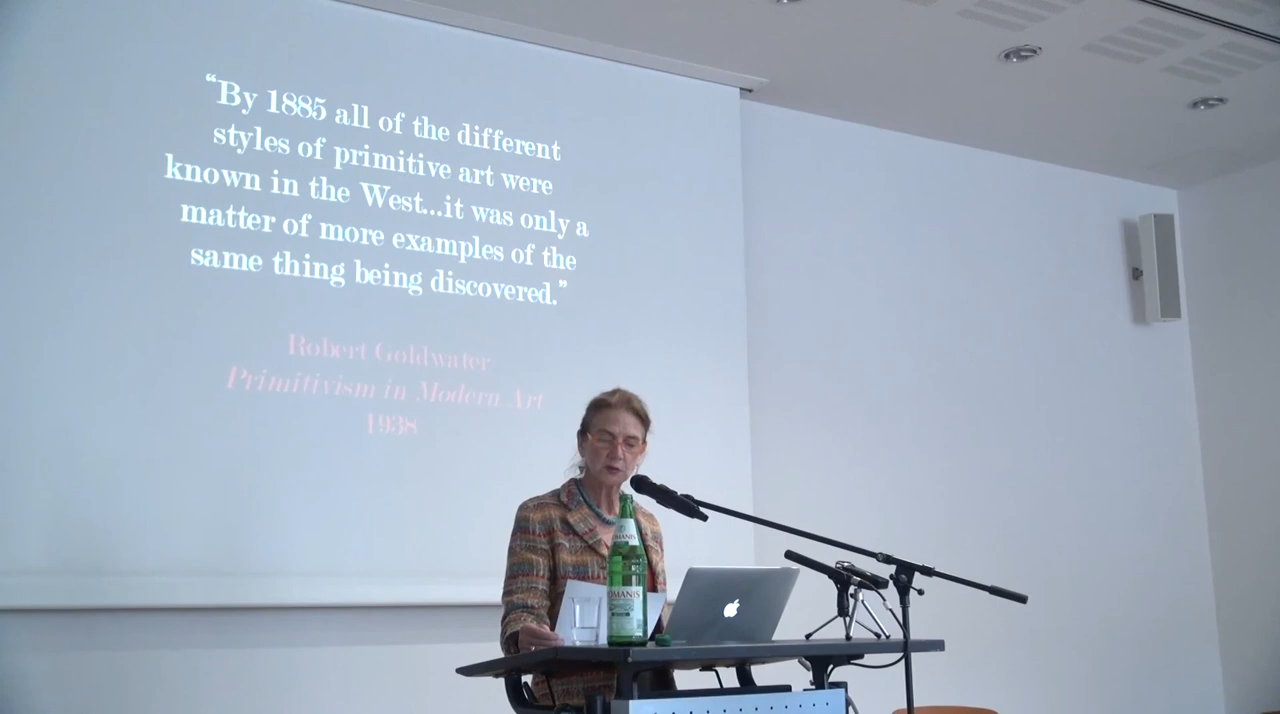 “By 1885 all of the different
styles of primitive art were
known in the West...it was only a
matter of more examples of the
same thing being discovered.”
Robert Goldwater
Primitivism in Modern Art
1938
OMANIS